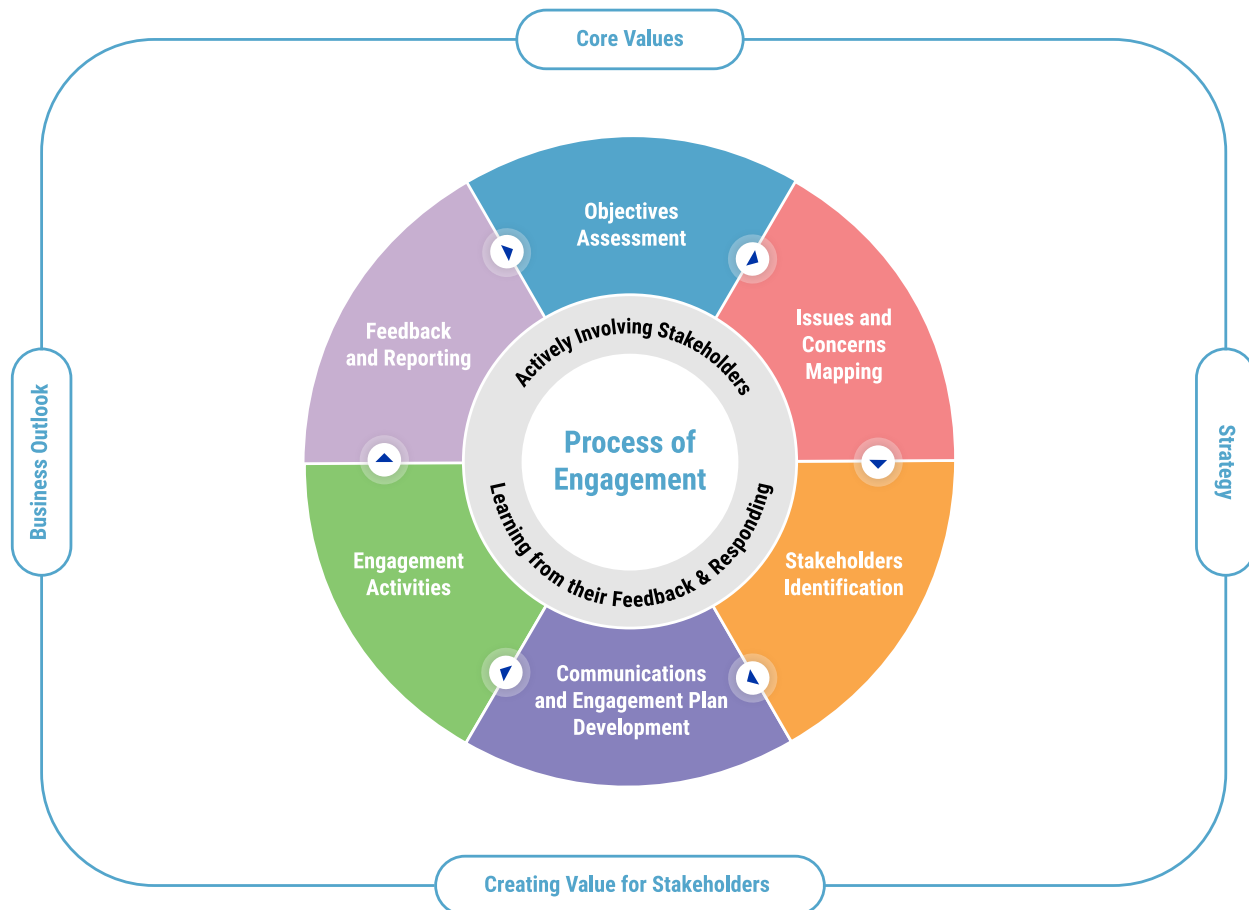 Core Values
Objectives
Assessment
Issues and
Concerns
Mapping
Feedback
and Reporting
Actively Involving Stakeholders
Process of
Engagement
Learning from their Feedback & Responding
Business Outlook
Strategy
Engagement
Activities
Stakeholders
Identification
Communications
and Engagement Plan
Development
Creating Value for Stakeholders